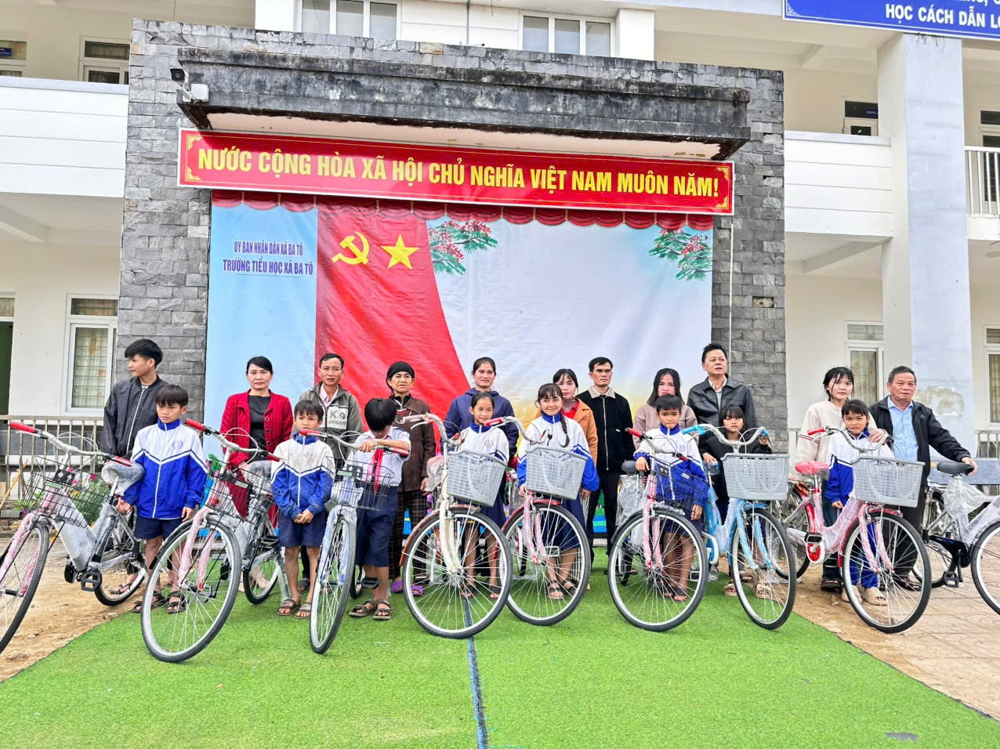 HỌC CÁCH DẪN
NƯỚC CỘNG HÒA XÃ HỘI CHỦ NGHĨA VIỆT NAM MUÔN NĂM!
ỦY BAN NHÂN DÂN XÃ BA TÔ
TRƯỜNG TIỂU HỌC XÃ BA TÔ
K9